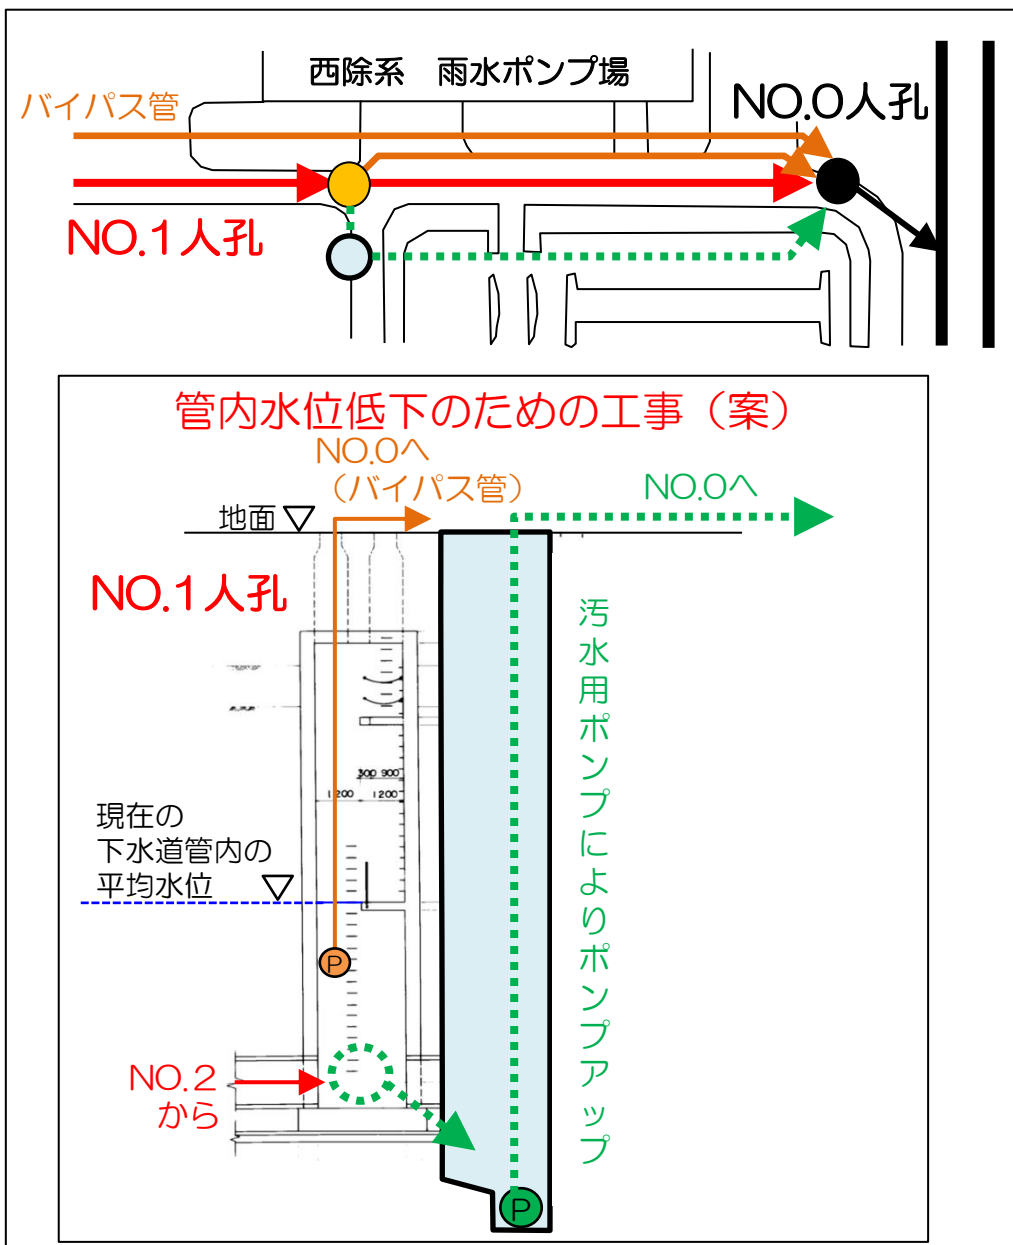 西除系 雨水ポンプ場
バイパス管
NO.0人孔
NO.1人孔
管内水位低下のための工事（案）
NO.0へ
（バイパス管）
NO.0へ
地面
NO.1人孔
汚水用ポンプによりポンプアップ
300 900
1200 1200
現在の
下水道管内の
平均水位
P
NO.2
から
P